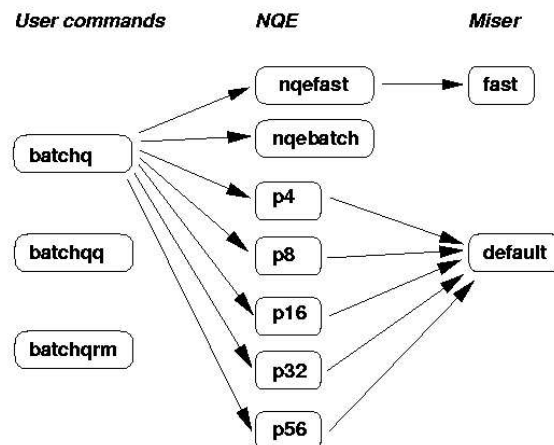 User commands NQE Miser
nqefast fast
batchq nqebatch
p4
batchqq p8 default
p16
batchqrm
p32
p56